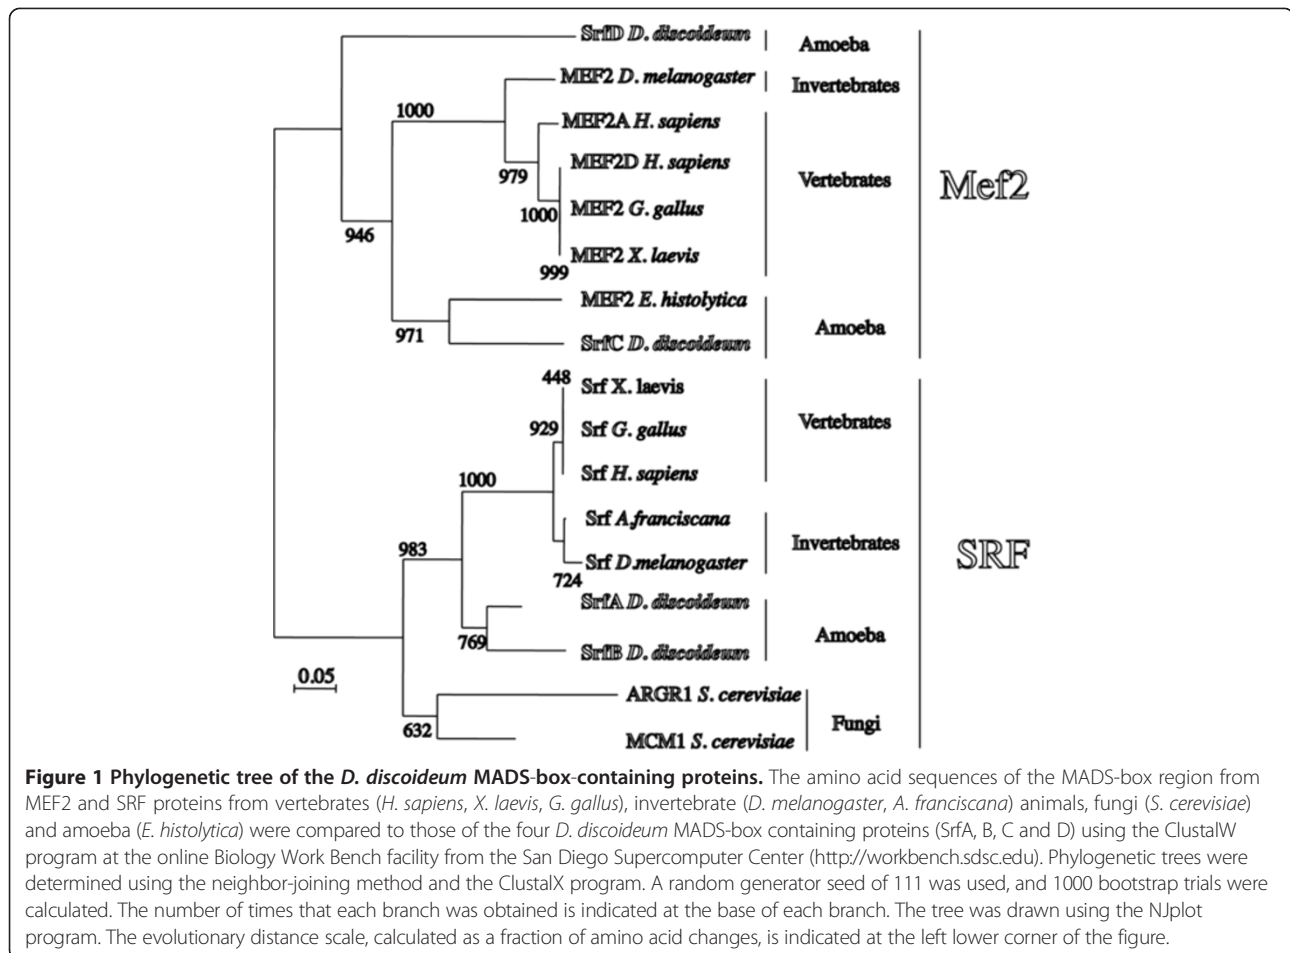 SrfD D. discoideum
Amoeba
MEF2 D. melanogaster
Invertebrates
1000
MEF2A H. sapiens
MEF2D H. sapiens
979
Vertebrates
Mef2
1000
MEF2 G. gallus
946
MEF2 X. laevis
999
MEF2 E. histolytica
971
Amoeba
SrfC D. discoideum
448
Srf X. laevis
929
Srf G. gallus
Vertebrates
1000
Srf H. sapiens
Srf A.franciscana
983
Invertebrates
SRF
Srf D.melanogaster
724
SrfA D. discoideum
769
Amoeba
SrfB D. discoideum
0.05
ARGR1 S. cerevisiae
632
Fungi
MCM1 S. cerevisiae
Figure 1 Phylogenetic tree of the D. discoideum MADS-box-containing proteins. The amino acid sequences of the MADS-box region from
MEF2 and SRF proteins from vertebrates (H. sapiens, X. laevis, G. gallus), invertebrate (D. melanogaster, A. franciscana) animals, fungi (S. cerevisiae)
and amoeba (E. histolytica) were compared to those of the four D. discoideum MADS-box containing proteins (SrfA, B, C and D) using the ClustalW
program at the online Biology Work Bench facility from the San Diego Supercomputer Center (http://workbench.sdsc.edu). Phylogenetic trees were
determined using the neighbor-joining method and the ClustalX program. A random generator seed of 111 was used, and 1000 bootstrap trials were
calculated. The number of times that each branch was obtained is indicated at the base of each branch. The tree was drawn using the NJplot
program. The evolutionary distance scale, calculated as a fraction of amino acid changes, is indicated at the left lower corner of the figure.